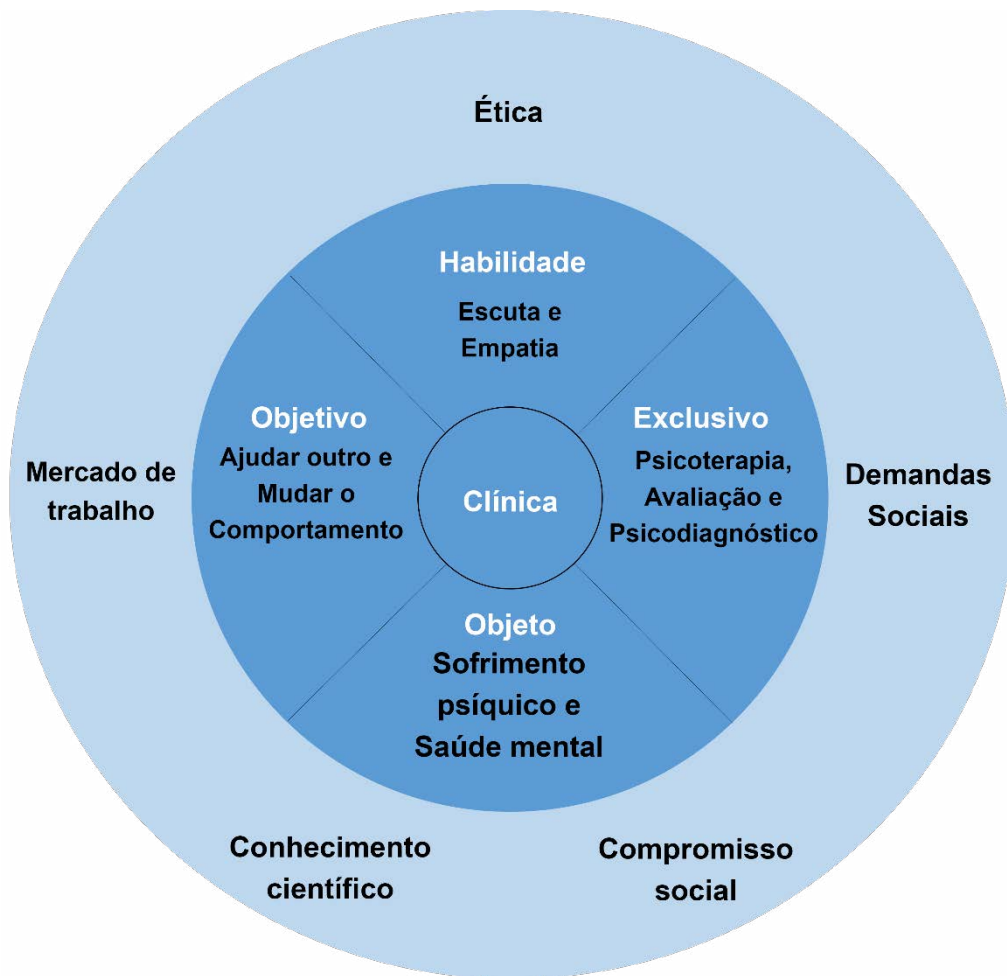 Ética
Habilidade
Escuta e
Empatia
Objetivo
Ajudar outro e
Mudar o
Comportamento
Clínica
Exclusivo
Psicoterapia,
Avaliação e
Psicodiagnóstico
Mercado de
trabalho
Demandas
Sociais
Objeto
Sofrimento
psíquico e
Saúde mental
Conhecimento
científico
Compromisso
social